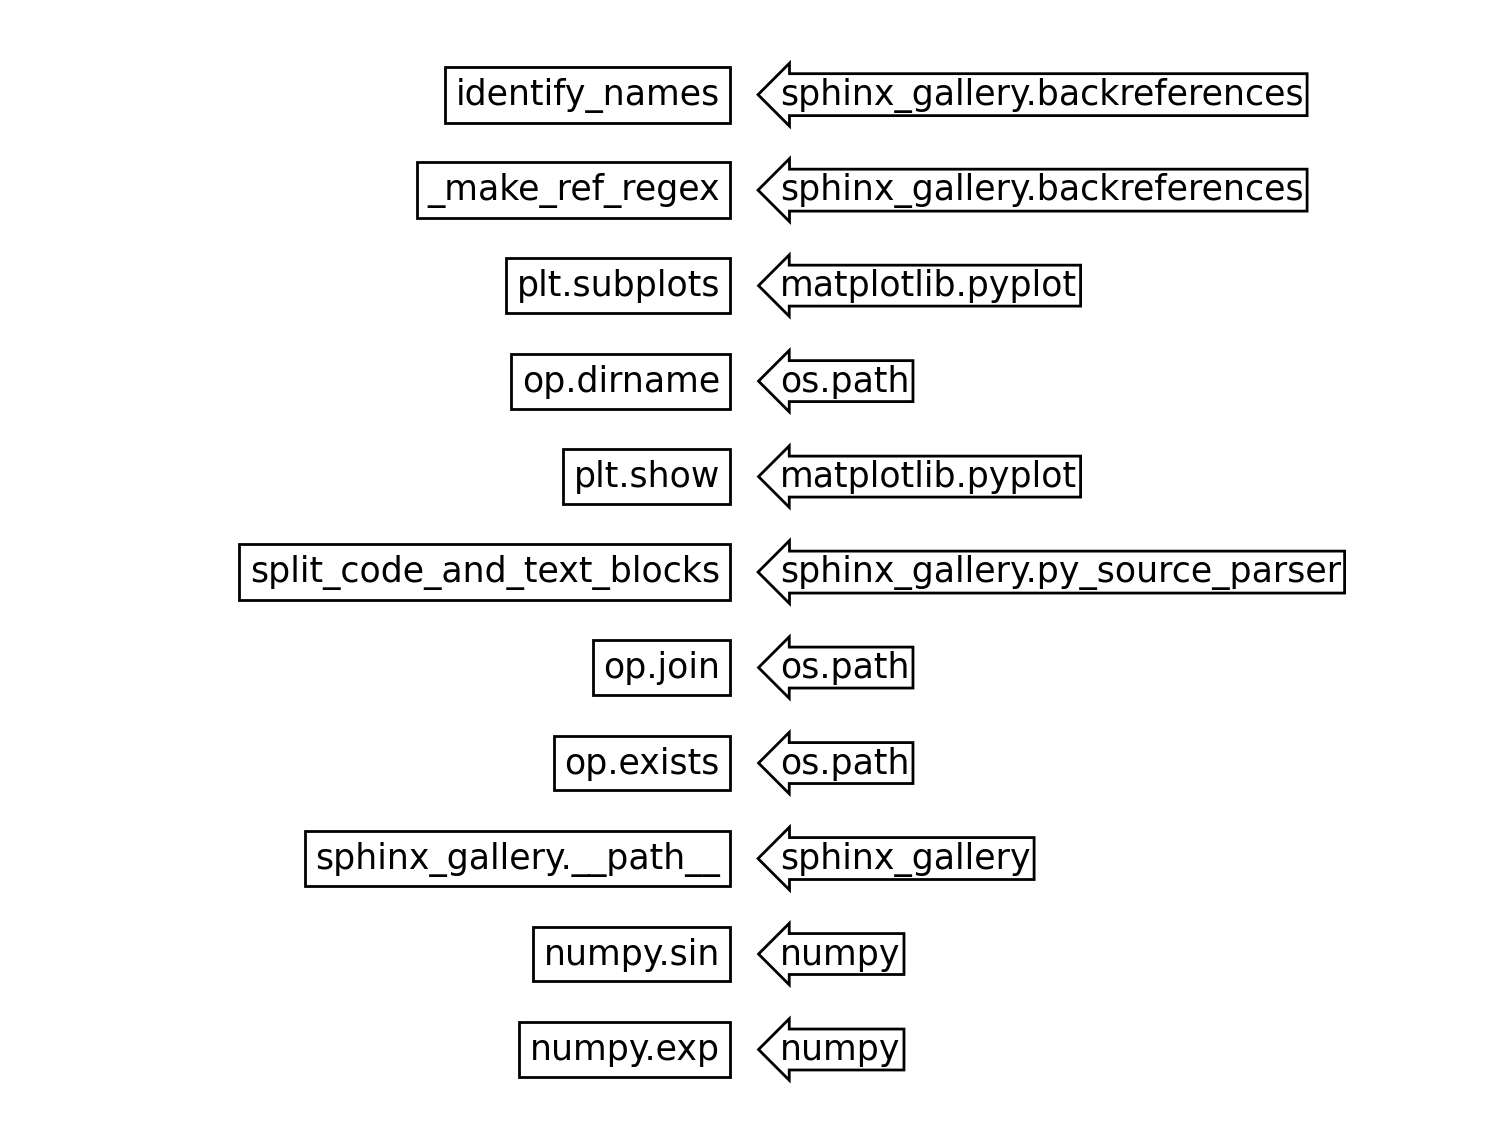 identify_names sphinx_gallery.backreferences
_make_ref_regex sphinx_gallery.backreferences
plt.subplots matplotlib.pyplot
op.dirname os.path
plt.show matplotlib.pyplot
split_code_and_text_blocks sphinx_gallery.py_source_parser
op.join os.path
op.exists os.path
sphinx_gallery.__path__ sphinx_gallery
numpy.sin numpy
numpy.exp numpy